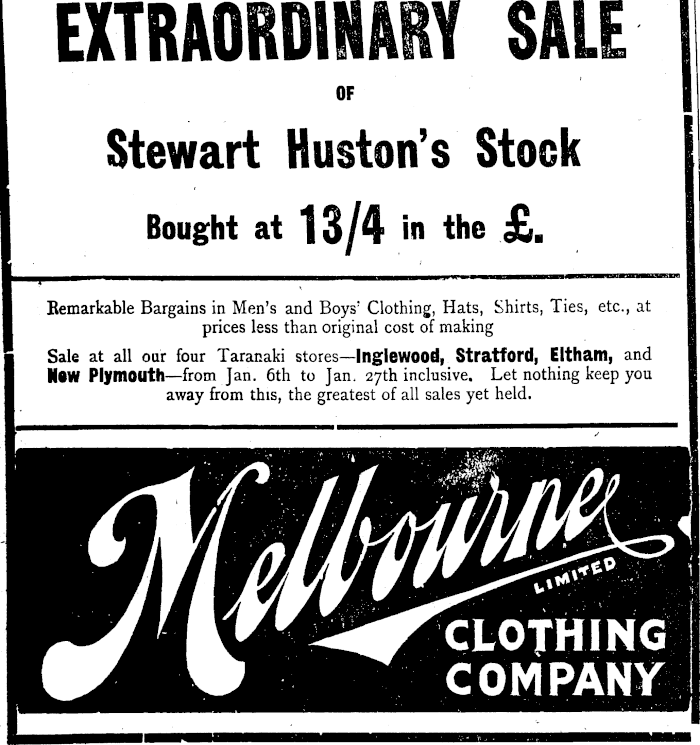 EXTRAORDINARY SALE
OF
Stewart Huston's Stock
Bought at 13/4 in the £.
Remarkable Bargains in Men's and Boys' Clothing, Hats, Shirts, Ties, etc., at
prices less than original cost of making
Sale at all our four Taranaki stores—Inglewood, Stratford, Eltham, and
New Plymouth—from Jan. 6th to Jan. 27th inclusive. Let nothing keep you
away from this, the greatest of all sales yet held.
Melbourne
LIMITED
CLOTHING
COMPANY